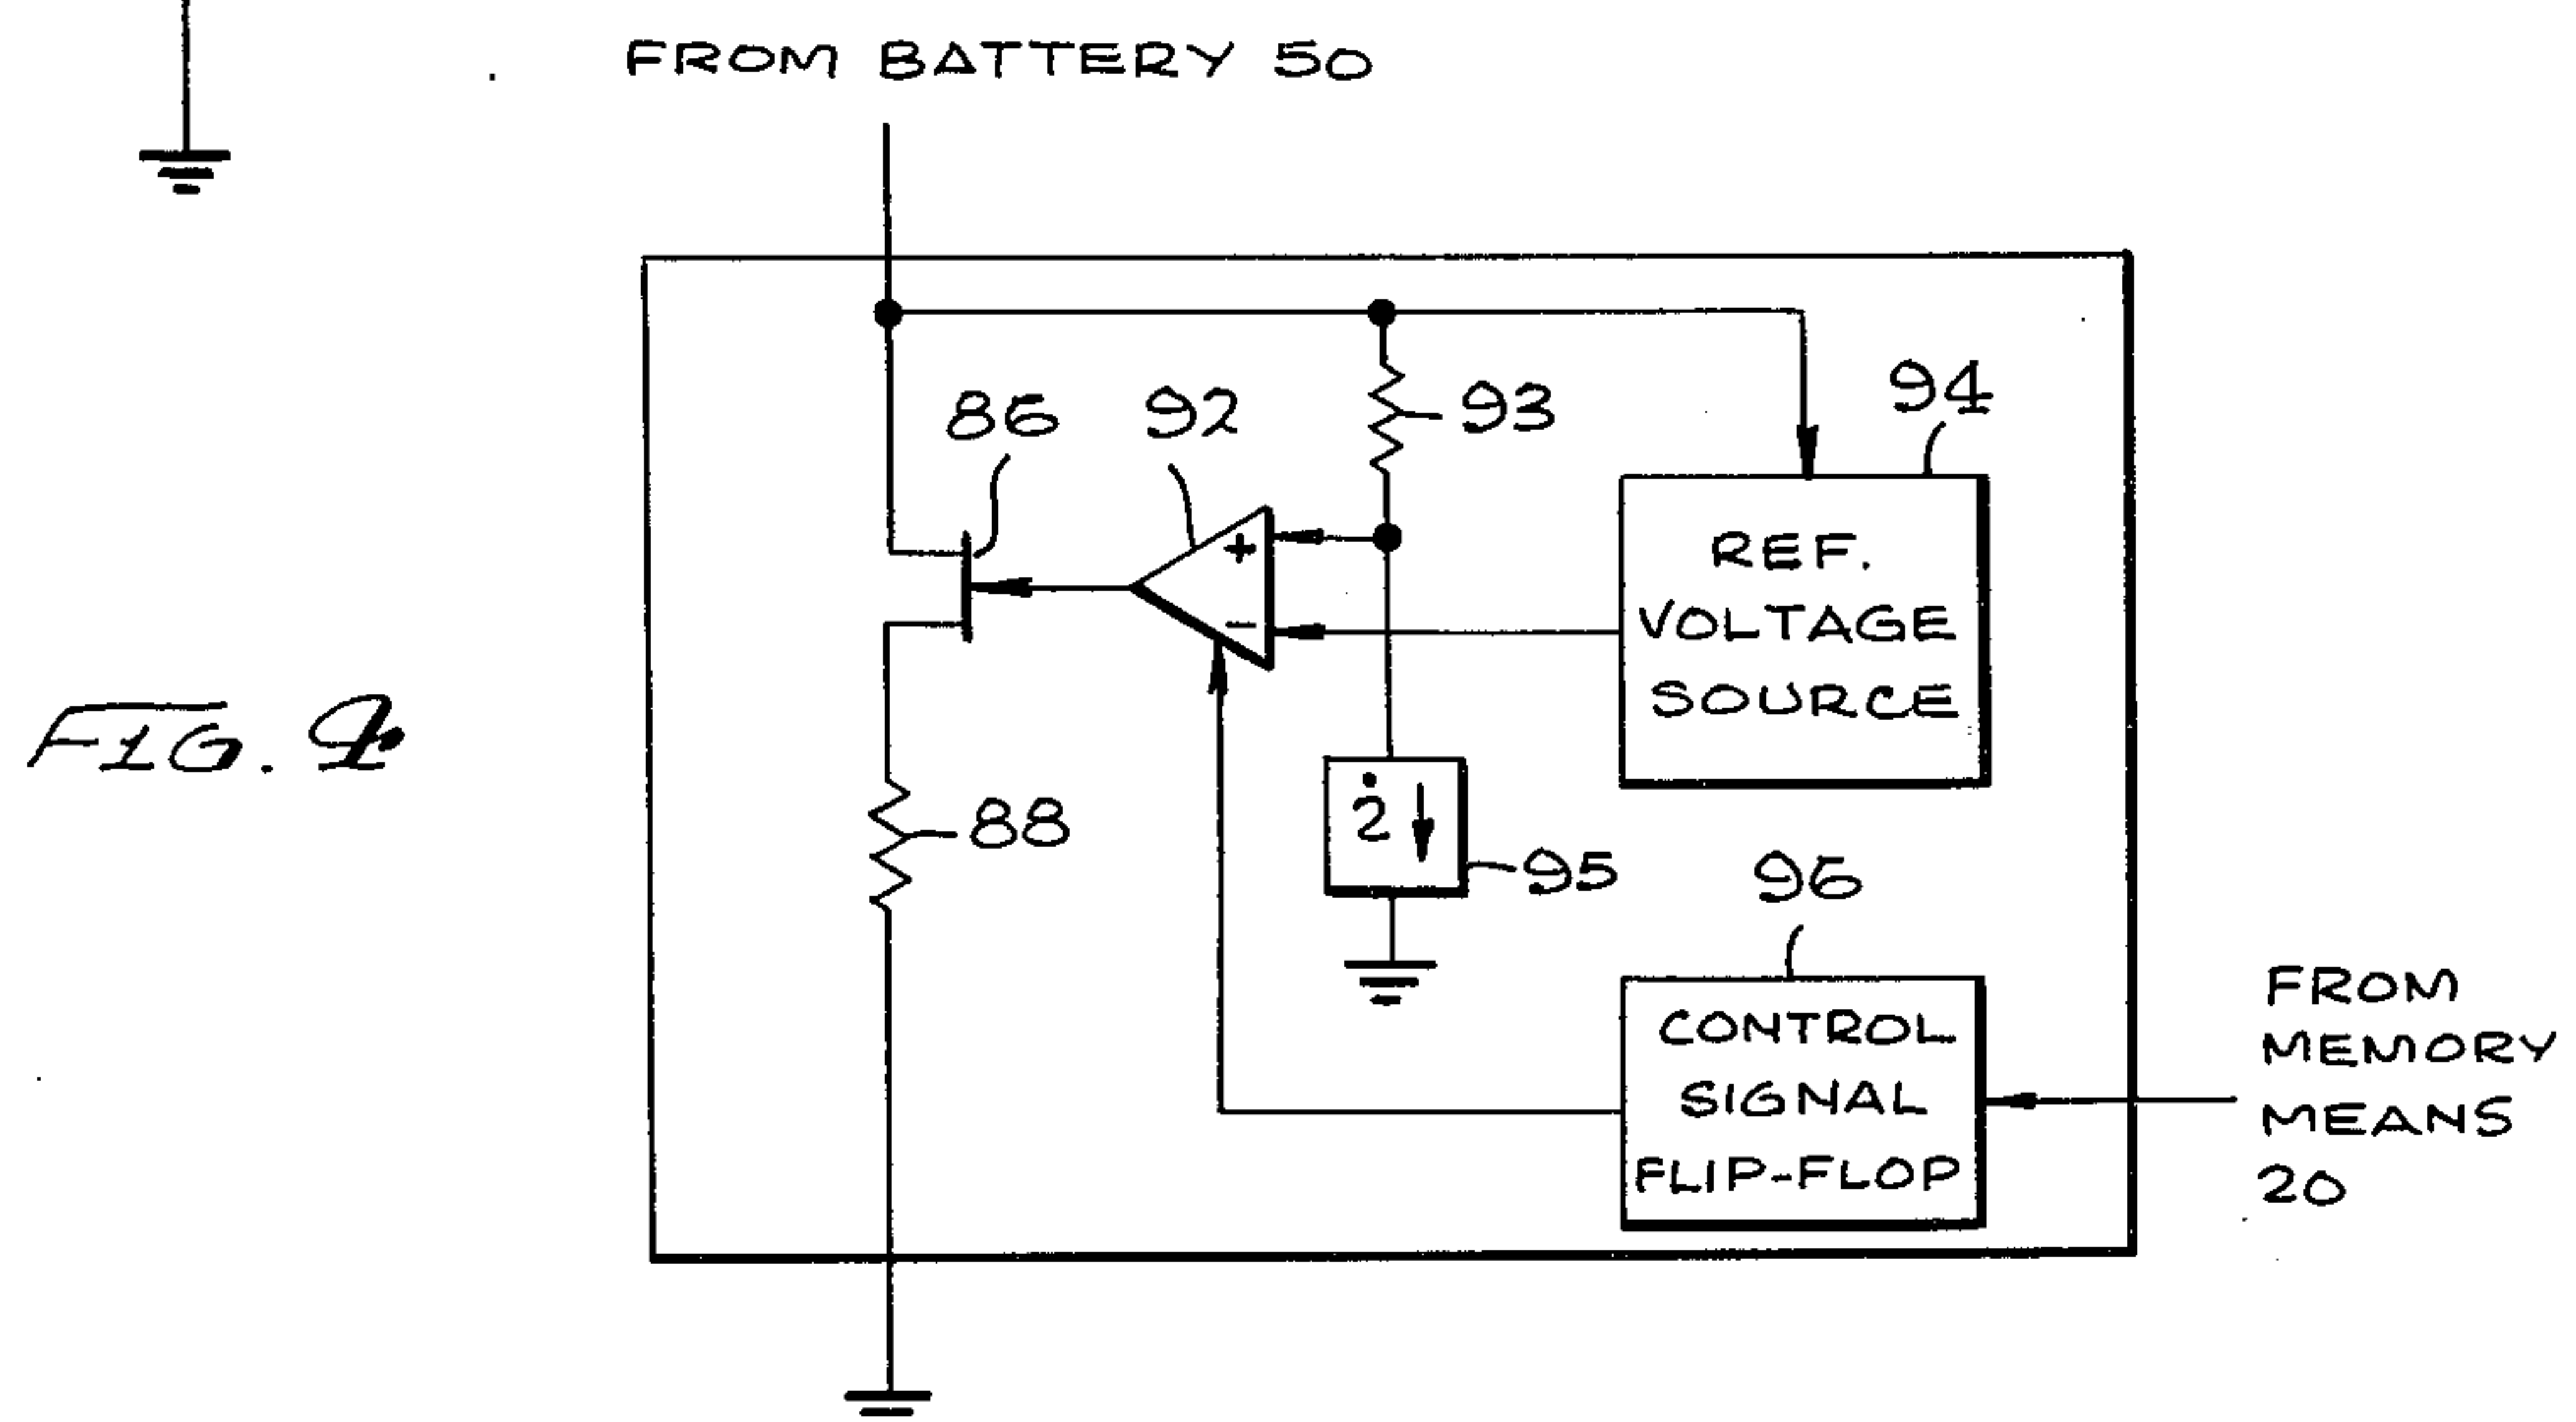 FROM BATTERY 50
86
92
93
94
+
−
REF.
VOLTAGE
SOURCE
FIG. 4
88
i
95
96
CONTROL
SIGNAL
FLIP-FLOP
FROM
MEMORY
MEANS
20